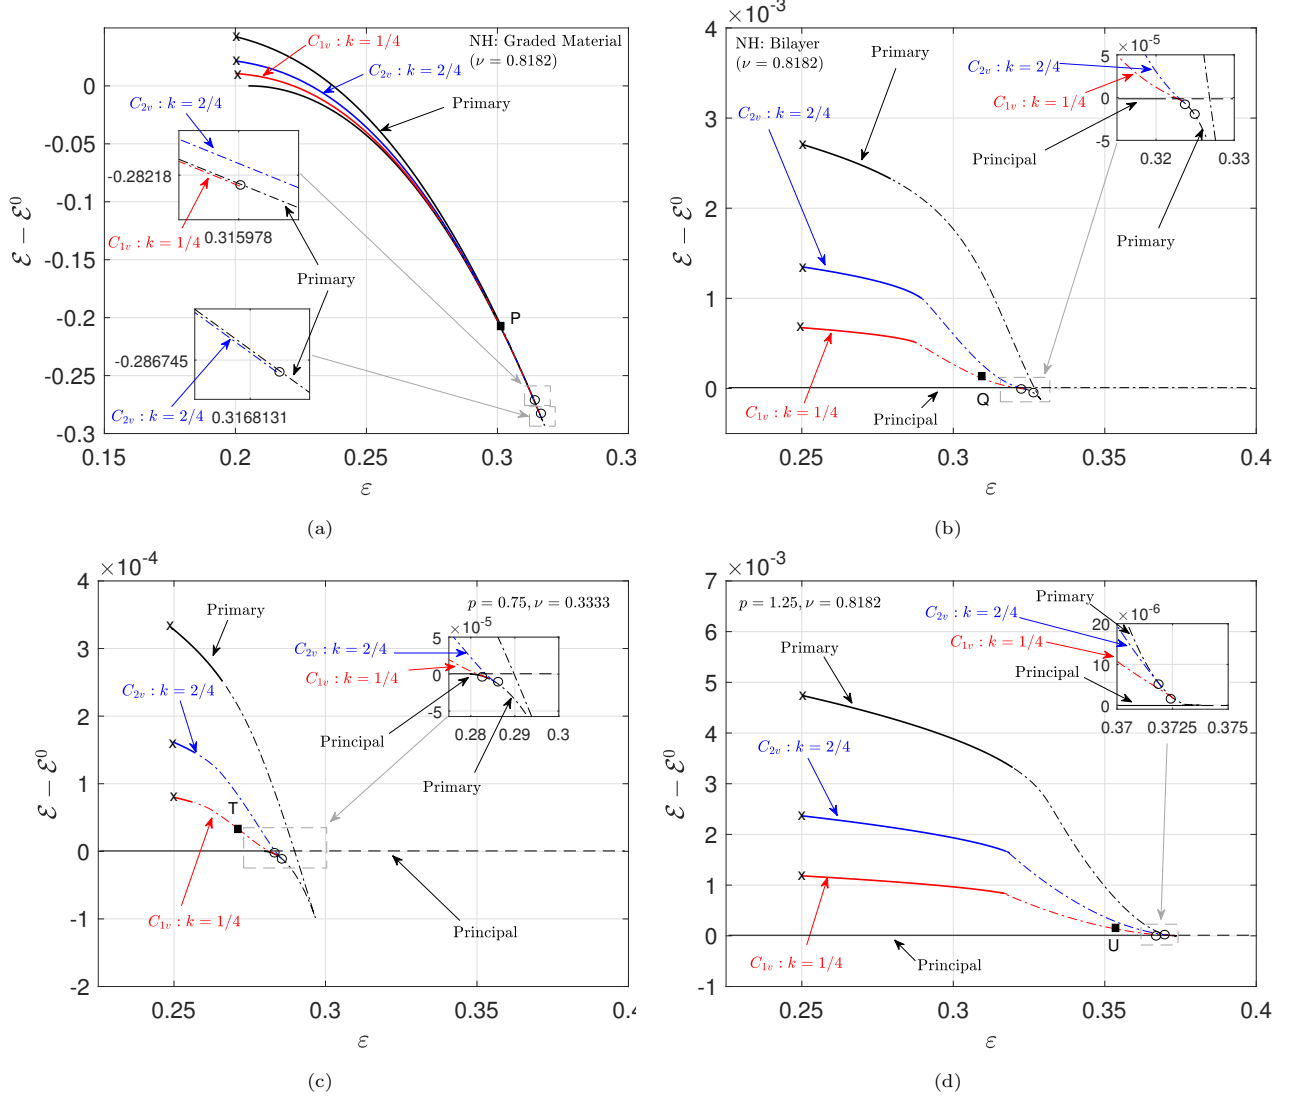 NH: Graded Material
(ν = 0.8182)
C1v : k = 1/4
C2v : k = 2/4
Primary
C2v : k = 2/4
-0.28218
C1v : k = 1/4
0.315978
Primary
-0.286745
C2v : k = 2/4
0.3168131
P
0
-0.05
-0.1
-0.15
-0.2
-0.25
-0.3
0.15 0.2 0.25 0.3 0.3
ℰ − ℰ⁰
ε
(a)
×10-3
NH: Bilayer
(ν = 0.8182)
Primary
C2v : k = 2/4
×10-5
5
0
-5
0.32 0.33
C2v : k = 2/4
C1v : k = 1/4
Principal
Primary
Q
C1v : k = 1/4
Principal
4
3
2
1
0
0.25 0.3 0.35 0.4
ℰ − ℰ⁰
ε
(b)
×10-4
p = 0.75, ν = 0.3333
Primary
C2v : k = 2/4
×10-5
5
0
-5
0.28 0.29 0.3
C2v : k = 2/4
C1v : k = 1/4
Principal
Primary
T
C1v : k = 1/4
Principal
4
3
2
1
0
-1
-2
0.25 0.3 0.35 0.4
ℰ − ℰ⁰
ε
(c)
×10-3
p = 1.25, ν = 0.8182
Primary
C2v : k = 2/4
Primary
×10-6
20
10
0
0.37 0.3725 0.375
C2v : k = 2/4
C1v : k = 1/4
Principal
U
C1v : k = 1/4
Principal
7
6
5
4
3
2
1
0
-1
0.25 0.3 0.35 0.4
ℰ − ℰ⁰
ε
(d)